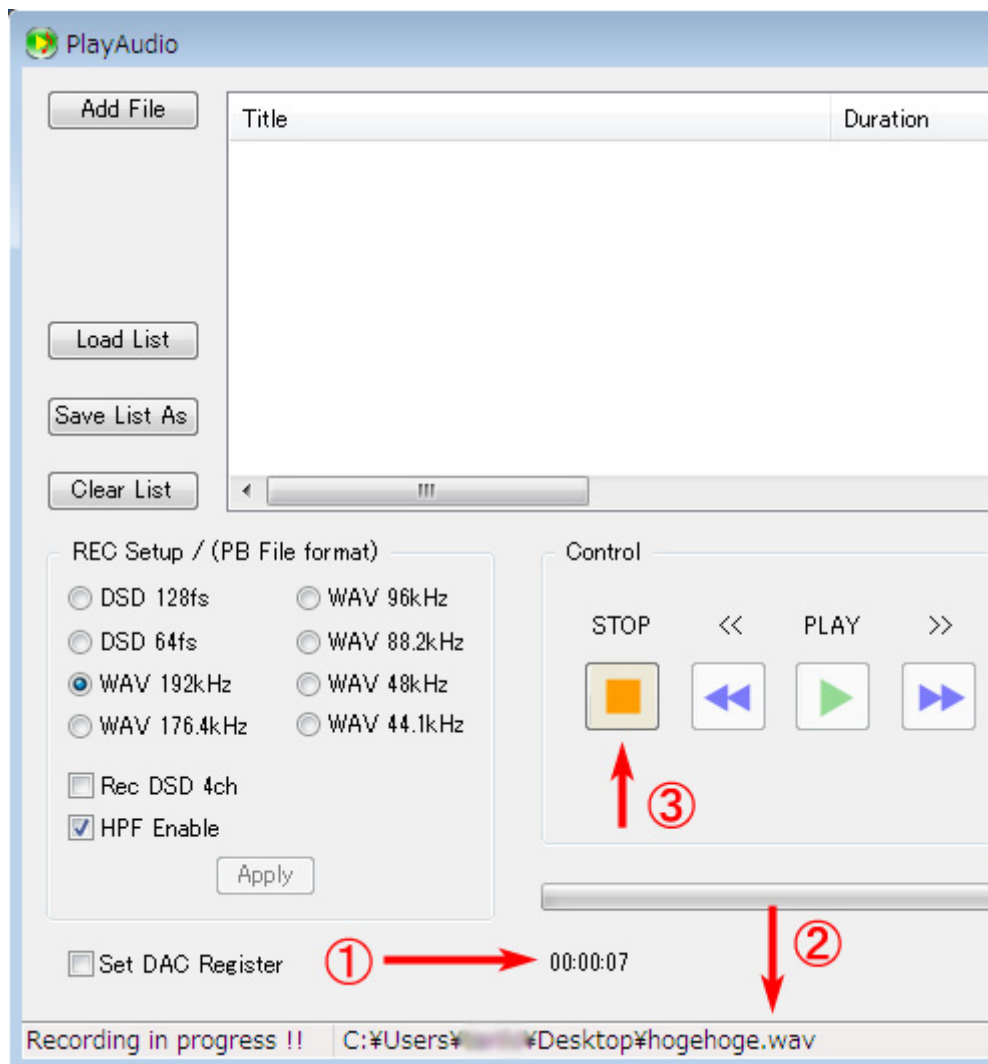 PlayAudio
Add File
Title Duration
Load List
Save List As
Clear List
REC Setup / (PB File format)
DSD 128fs WAV 96kHz
DSD 64fs WAV 88.2kHz
WAV 192kHz WAV 48kHz
WAV 176.4kHz WAV 44.1kHz
Rec DSD 4ch
HPF Enable
Apply
Control
STOP << PLAY >>
③
②
Set DAC Register ① 00:00:07
Recording in progress !! C:¥Users¥ ¥Desktop¥hogehoge.wav